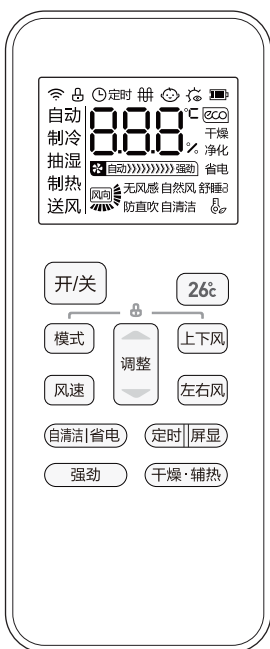 定时
自动 88.8 ℃ eco
制冷 干燥
抽湿 % 净化
自动 强劲 省电
制热 风向 无风感 自然风 舒睡
送风 防直吹 自清洁
开/关 26℃
模式 上下风
调整
风速 左右风
自清洁|省电 定时||屏显
强劲 干燥·辅热